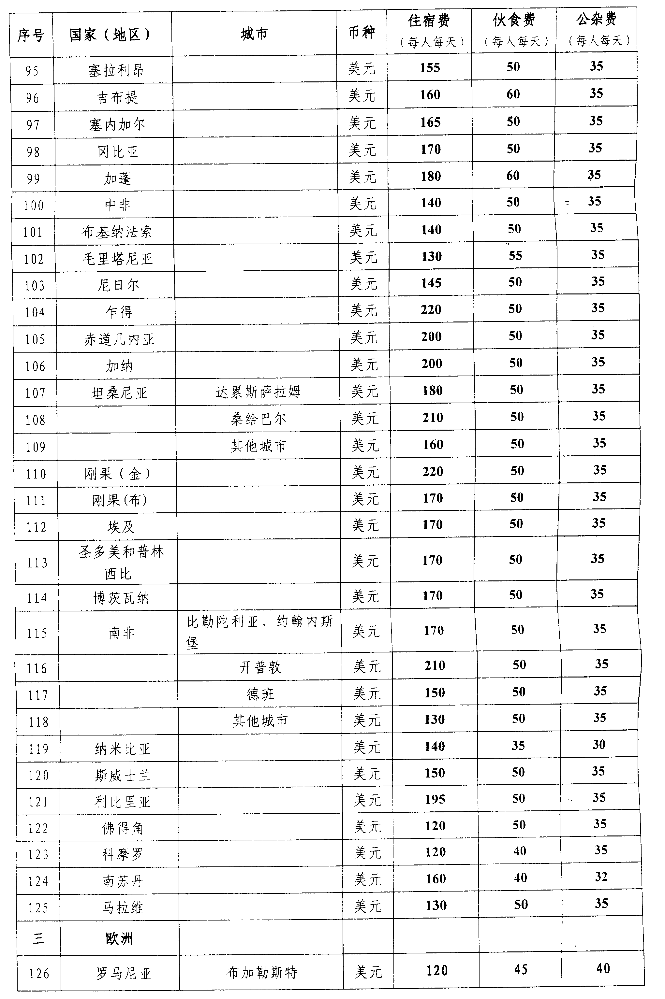 序号 国家（地区） 城市 币种 住宿费 伙食费 公杂费
（每人每天） （每人每天） （每人每天）
95 塞拉利昂 美元 155 50 35
96 吉布提 美元 160 60 35
97 塞内加尔 美元 165 50 35
98 冈比亚 美元 170 50 35
99 加蓬 美元 180 60 35
100 中非 美元 140 50 35
101 布基纳法索 美元 140 50 35
102 毛里塔尼亚 美元 130 55 35
103 尼日尔 美元 145 50 35
104 乍得 美元 220 50 35
105 赤道几内亚 美元 200 50 35
106 加纳 美元 200 50 35
107 坦桑尼亚 达累斯萨拉姆 美元 180 50 35
108 桑给巴尔 美元 210 50 35
109 其他城市 美元 160 50 35
110 刚果（金） 美元 220 50 35
111 刚果(布) 美元 170 50 35
112 埃及 美元 170 50 35
113 圣多美和普林 美元 170 50 35
西比
114 博茨瓦纳 美元 170 50 35
115 南非 比勒陀利亚、约翰内斯 美元 170 50 35
堡
116 开普敦 美元 210 50 35
117 德班 美元 150 50 35
118 其他城市 美元 130 50 35
119 纳米比亚 美元 140 35 30
120 斯威士兰 美元 150 50 35
121 利比里亚 美元 195 50 35
122 佛得角 美元 120 50 35
123 科摩罗 美元 120 40 35
124 南苏丹 美元 160 40 32
125 马拉维 美元 130 50 35
三 欧洲
126 罗马尼亚 布加勒斯特 美元 120 45 40